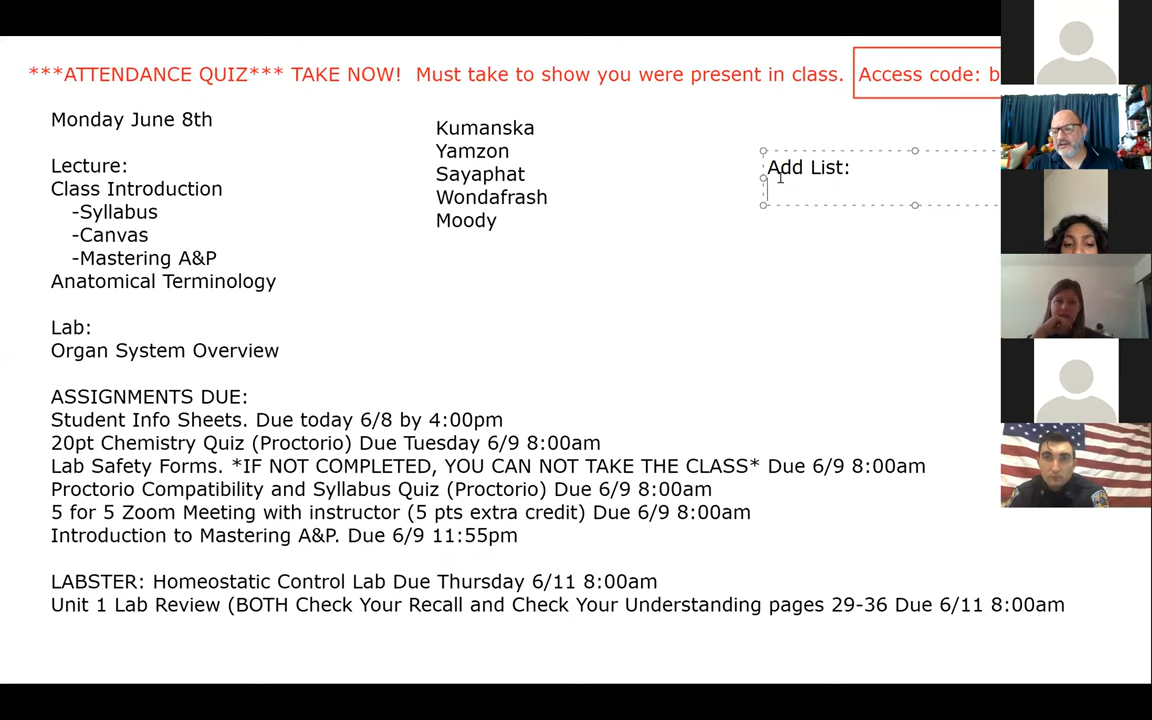 ***ATTENDANCE QUIZ*** TAKE NOW!  Must take to show you were present in class.
Access code: b
Monday June 8th
Lecture:
Class Introduction
-Syllabus
-Canvas
-Mastering A&P
Anatomical Terminology
Lab:
Organ System Overview
Kumanska
Yamzon
Sayaphat
Wondafrash
Moody
Add List:
ASSIGNMENTS DUE:
Student Info Sheets. Due today 6/8 by 4:00pm
20pt Chemistry Quiz (Proctorio) Due Tuesday 6/9 8:00am
Lab Safety Forms. *IF NOT COMPLETED, YOU CAN NOT TAKE THE CLASS* Due 6/9 8:00am
Proctorio Compatibility and Syllabus Quiz (Proctorio) Due 6/9 8:00am
5 for 5 Zoom Meeting with instructor (5 pts extra credit) Due 6/9 8:00am
Introduction to Mastering A&P. Due 6/9 11:55pm
LABSTER: Homeostatic Control Lab Due Thursday 6/11 8:00am
Unit 1 Lab Review (BOTH Check Your Recall and Check Your Understanding pages 29-36 Due 6/11 8:00am